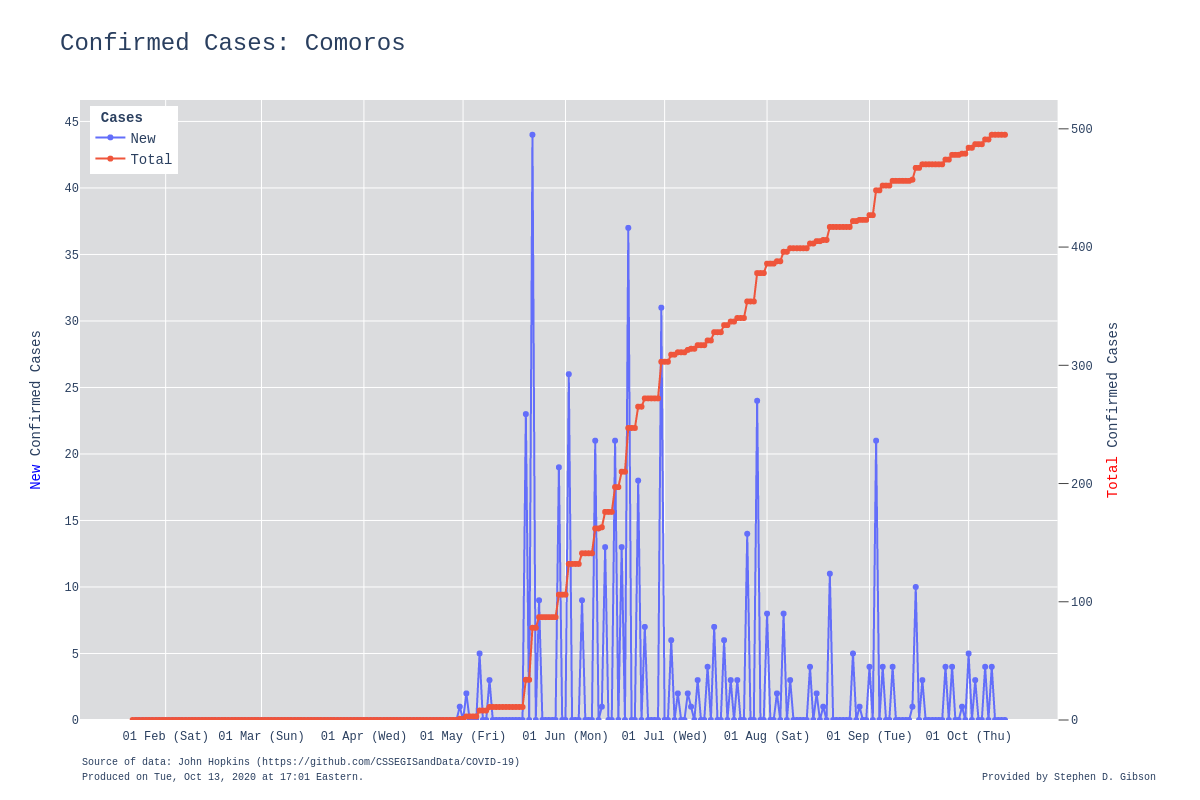 Confirmed Cases: Comoros
Cases
New
Total
45
40
35
30
25
20
15
10
5
0
500
400
300
200
100
0
New Confirmed Cases
Total Confirmed Cases
01 Feb (Sat) 01 Mar (Sun) 01 Apr (Wed) 01 May (Fri) 01 Jun (Mon) 01 Jul (Wed) 01 Aug (Sat) 01 Sep (Tue) 01 Oct (Thu)
Source of data: John Hopkins (https://github.com/CSSEGISandData/COVID-19)
Produced on Tue, Oct 13, 2020 at 17:01 Eastern.
Provided by Stephen D. Gibson